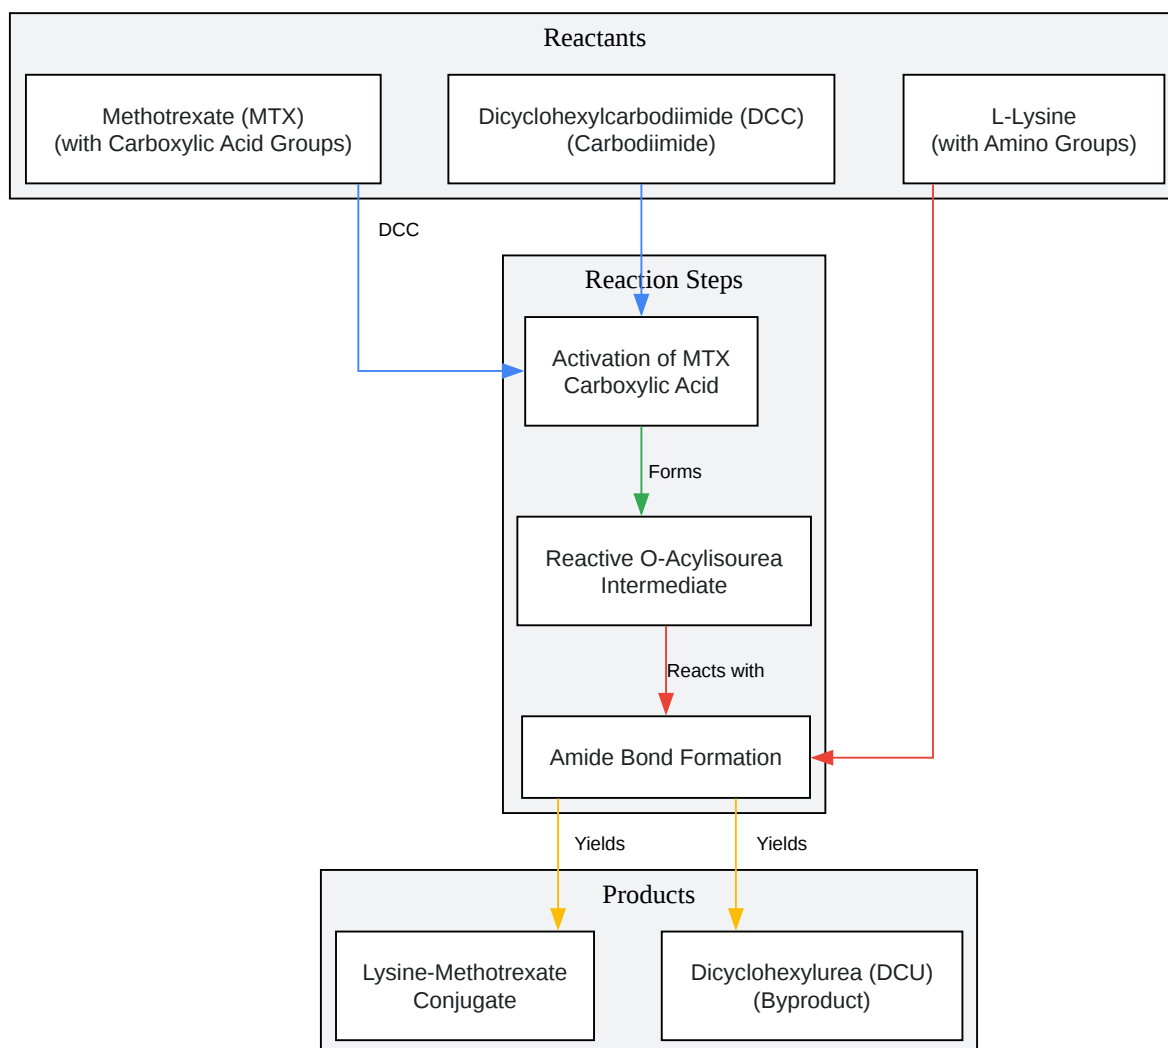 Reactants
Methotrexate (MTX)
(with Carboxylic Acid Groups)
Dicyclohexylcarbodiimide (DCC)
(Carbodiimide)
L-Lysine
(with Amino Groups)
DCC
Reaction Steps
Activation of MTX
Carboxylic Acid
Forms
Reactive O-Acylisourea
Intermediate
Reacts with
Amide Bond Formation
Yields
Yields
Products
Lysine-Methotrexate
Conjugate
Dicyclohexylurea (DCU)
(Byproduct)